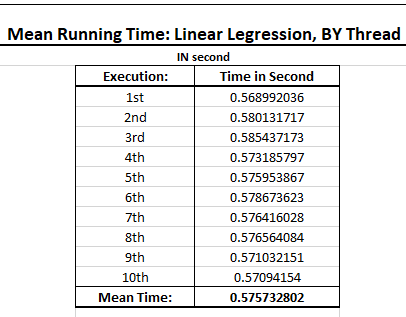 Mean Running Time: Linear Legression, BY Thread
IN second
Execution: Time in Second
1st 0.568992036
2nd 0.580131717
3rd 0.585437173
4th 0.573185797
5th 0.575953867
6th 0.578673623
7th 0.576416028
8th 0.576564084
9th 0.571032151
10th 0.57094154
Mean Time: 0.575732802